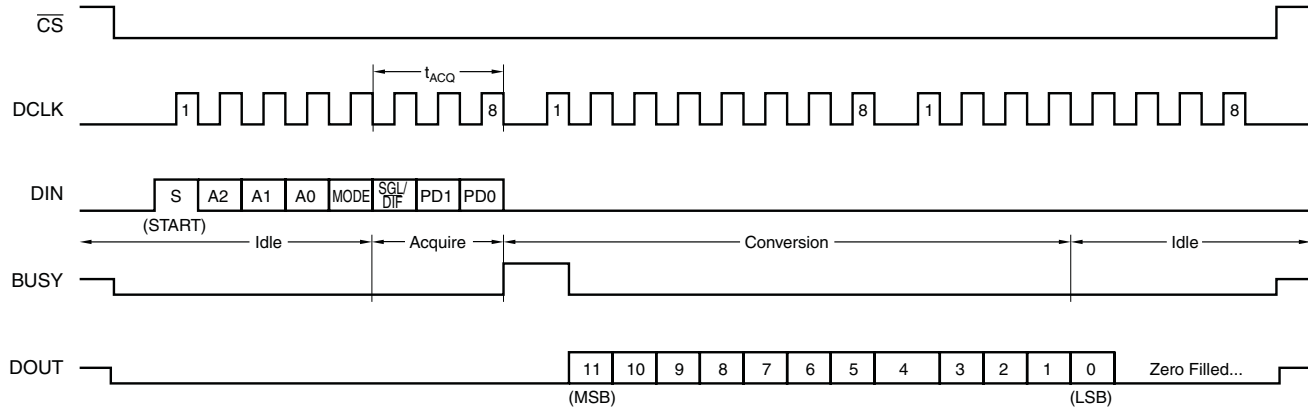 CS
tACQ
DCLK 1 8 1 8 1 8
DIN S A2 A1 A0 MODE SGL/DIF PD1 PD0
(START)
Idle Acquire Conversion Idle
BUSY
DOUT 11 10 9 8 7 6 5 4 3 2 1 0 Zero Filled...
(MSB) (LSB)